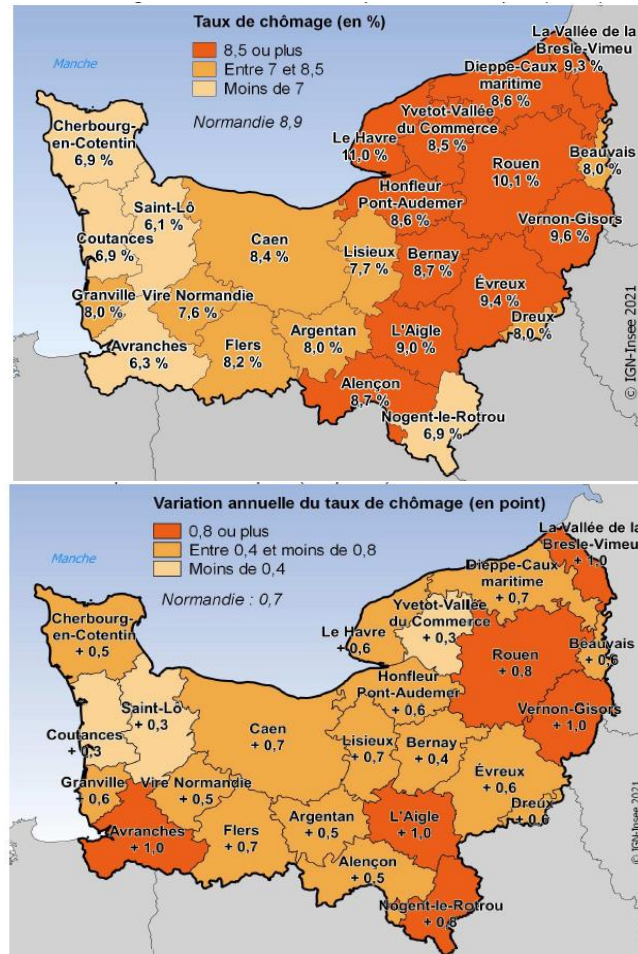 Taux de chômage (en %)
8,5 ou plus
Entre 7 et 8,5
Moins de 7
Normandie 8,9
Manche
La Vallée de la
Bresle-Vimeu
9,3 %
Dieppe-Caux
maritime
8,6 %
Cherbourg-
en-Cotentin
6,9 %
Yvetot-Vallée
du Commerce
8,5 %
Le Havre
11,0 %
Rouen
10,1 %
Beauvais
8,0 %
Honfleur
Pont-Audemer
8,6 %
Saint-Lô
6,1 %
Vernon-Gisors
9,6 %
Coutances
6,9 %
Caen
8,4 %
Lisieux
7,7 %
Bernay
8,7 %
Évreux
9,4 %
Granville
8,0 %
Vire Normandie
7,6 %
Dreux
8,0 %
Avranches
6,3 %
Flers
8,2 %
Argentan
8,0 %
L'Aigle
9,0 %
Alençon
8,7 %
Nogent-le-Rotrou
6,9 %
© IGN-Insee 2021
Variation annuelle du taux de chômage (en point)
0,8 ou plus
Entre 0,4 et moins de 0,8
Moins de 0,4
Normandie : 0,7
Manche
La Vallée de la
Bresle-Vimeu
+ 1,0
Dieppe-Caux
maritime
+ 0,7
Cherbourg-
en-Cotentin
+ 0,5
Yvetot-Vallée
du Commerce
+ 0,3
Le Havre
+ 0,6
Rouen
+ 0,8
Beauvais
+ 0,6
Honfleur
Pont-Audemer
+ 0,6
Saint-Lô
+ 0,3
Vernon-Gisors
+ 1,0
Coutances
+ 0,3
Caen
+ 0,7
Lisieux
+ 0,7
Bernay
+ 0,4
Évreux
+ 0,6
Granville
+ 0,6
Vire Normandie
+ 0,5
Dreux
+ 0,6
Avranches
+ 1,0
Flers
+ 0,7
Argentan
+ 0,5
L'Aigle
+ 1,0
Alençon
+ 0,5
Nogent-le-Rotrou
+ 0,8
© IGN-Insee 2021